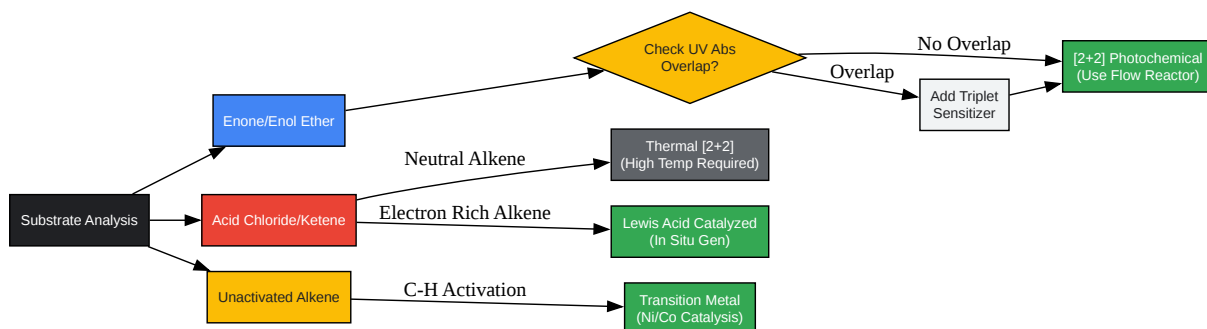 Check UV Abs
Overlap?
No Overlap
Overlap
[2+2] Photochemical
(Use Flow Reactor)
Add Triplet
Sensitizer
Enone/Enol Ether
Neutral Alkene
Thermal [2+2]
(High Temp Required)
Substrate Analysis
Acid Chloride/Ketene
Electron Rich Alkene
Lewis Acid Catalyzed
(In Situ Gen)
Unactivated Alkene
C-H Activation
Transition Metal
(Ni/Co Catalysis)